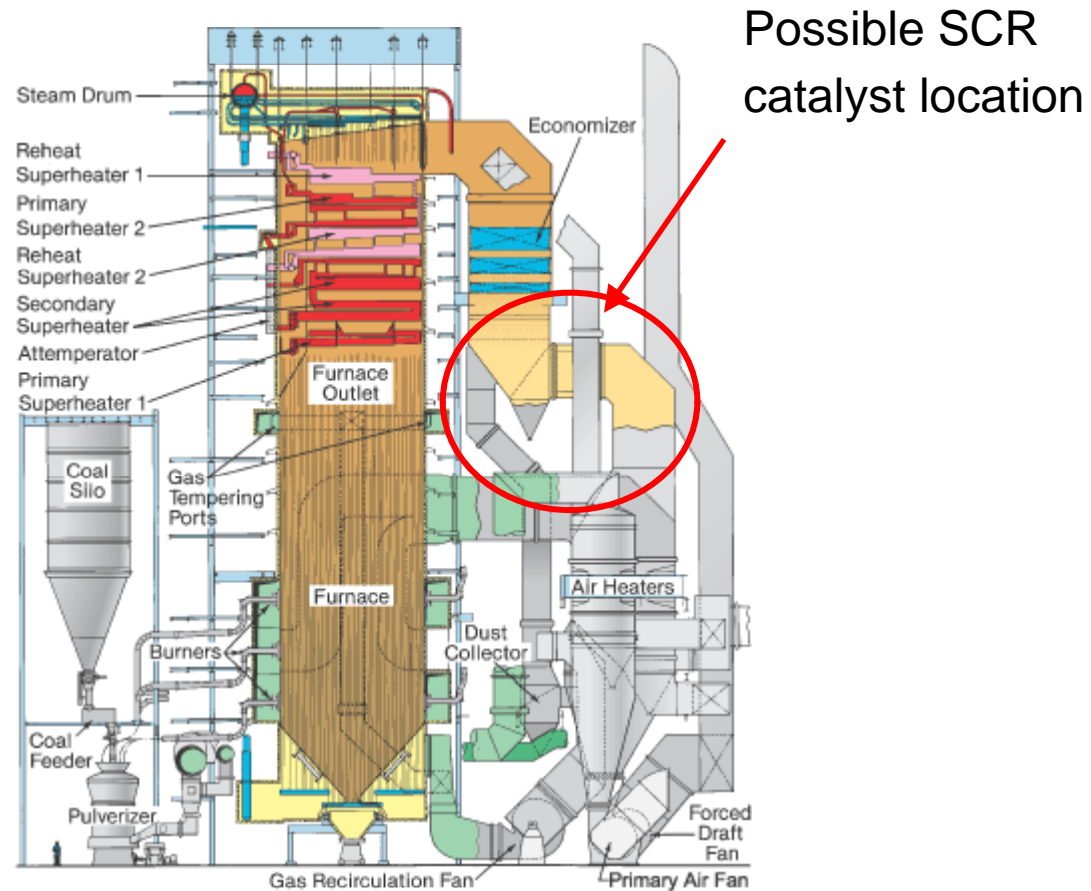 Possible SCR
catalyst location
Steam Drum
Economizer
Reheat
Superheater 1
Primary
Superheater 2
Reheat
Superheater 2
Secondary
Superheater
Attemperator
Primary
Superheater 1
Furnace
Outlet
Coal
Silo
Gas
Tempering
Ports
Furnace
Air Heaters
Burners
Dust
Collector
Coal
Feeder
Pulverizer
Forced
Draft
Fan
Gas Recirculation Fan
Primary Air Fan